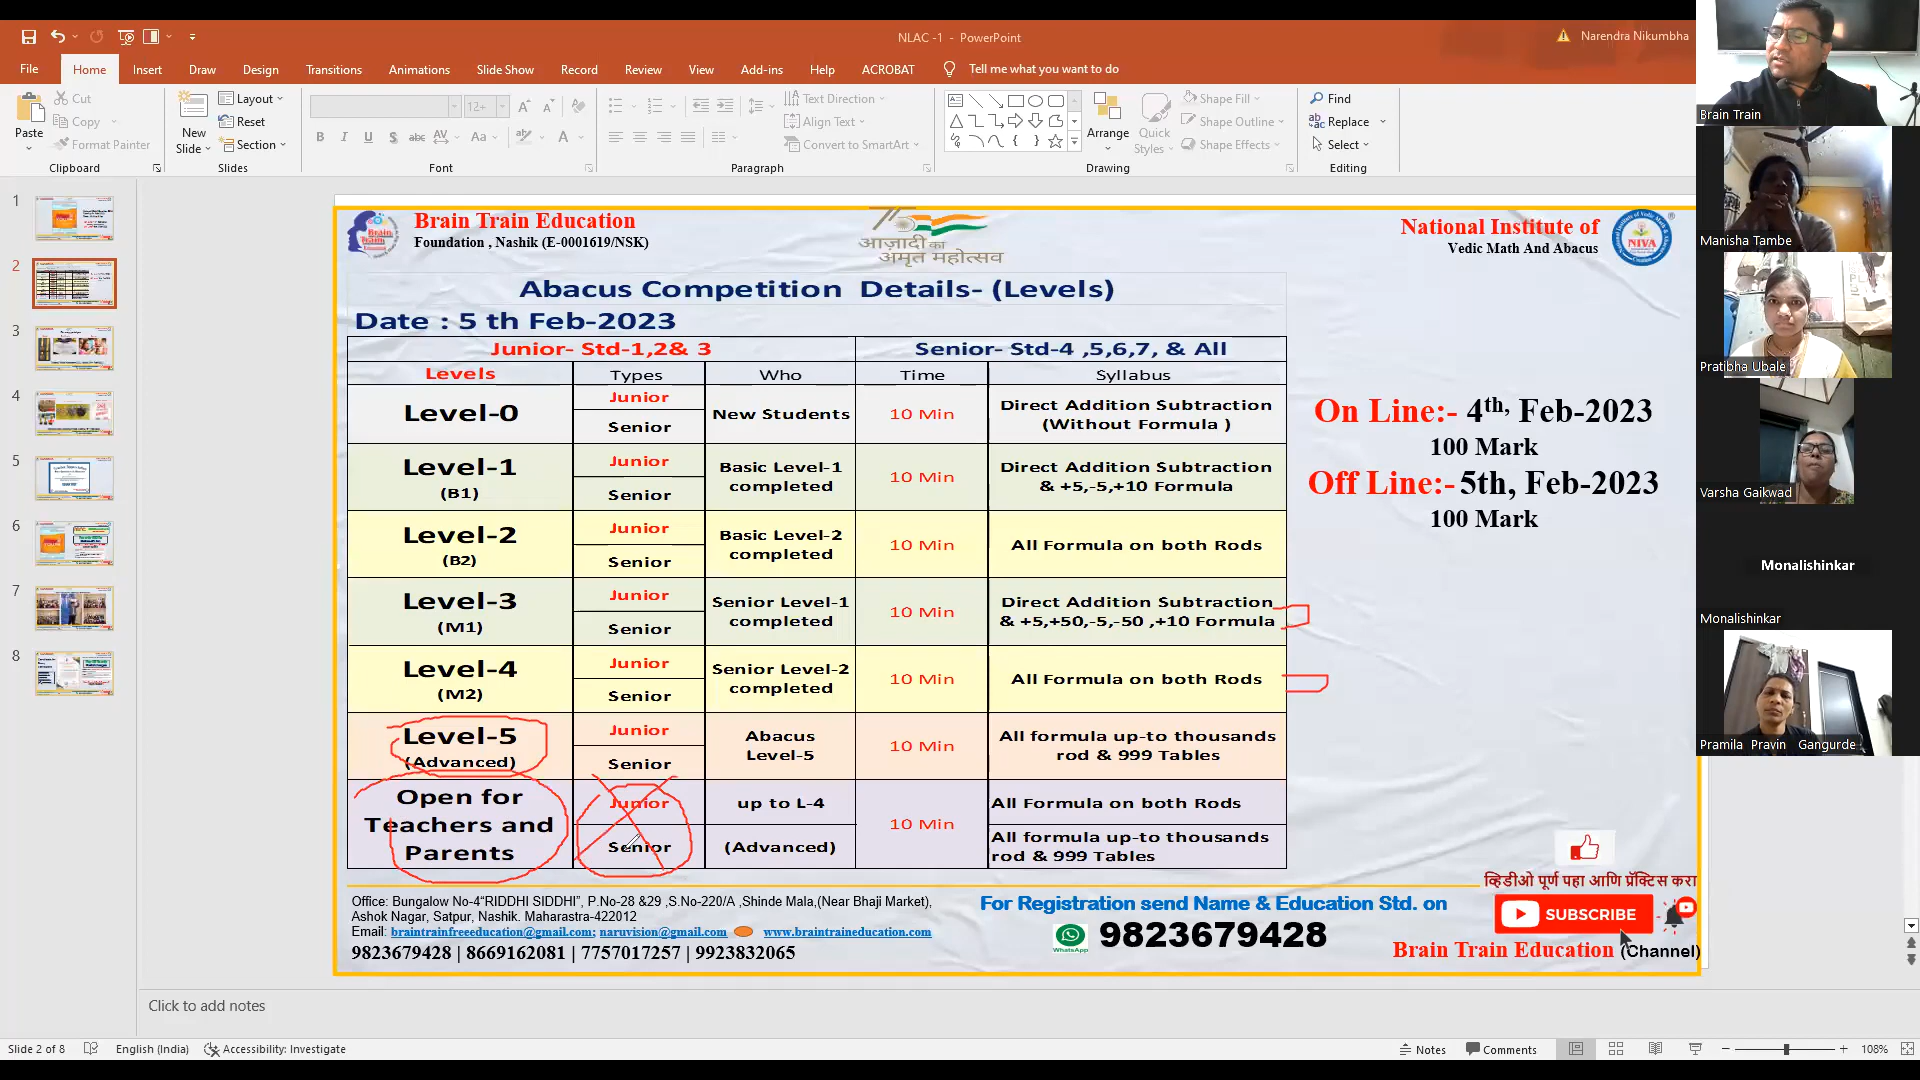 NLAC -1 - PowerPoint
Narendra Nikumbha
File Home Insert Draw Design Transitions Animations Slide Show Record Review View Add-ins Help ACROBAT Tell me what you want to do
Paste
Cut
Copy
Format Painter
Clipboard
New Slide
Layout
Reset
Section
Slides
12+
Font
Text Direction
Align Text
Convert to SmartArt
Paragraph
Arrange
Quick Styles
Shape Fill
Shape Outline
Shape Effects
Drawing
Find
Replace
Select
Editing
1
2
3
4
5
6
7
8
Brain Train Education
Foundation , Nashik (E-0001619/NSK)
आज़ादी का
अमृत महोत्सव
National Institute of
Vedic Math And Abacus
NIVA
Abacus Competition Details- (Levels)
Date : 5 th Feb-2023
Junior- Std-1,2& 3 Senior- Std-4 ,5,6,7, & All
Levels Types Who Time Syllabus
Level-0 Junior Senior New Students 10 Min Direct Addition Subtraction (Without Formula )
Level-1 (B1) Junior Senior Basic Level-1 completed 10 Min Direct Addition Subtraction & +5,-5,+10 Formula
Level-2 (B2) Junior Senior Basic Level-2 completed 10 Min All Formula on both Rods
Level-3 (M1) Junior Senior Senior Level-1 completed 10 Min Direct Addition Subtraction & +5,+50,-5,-50 ,+10 Formula
Level-4 (M2) Junior Senior Senior Level-2 completed 10 Min All Formula on both Rods
Level-5 (Advanced) Junior Senior Abacus Level-5 10 Min All formula up-to thousands rod & 999 Tables
Open for Teachers and Parents Junior up to L-4 10 Min All Formula on both Rods
Senior (Advanced) All formula up-to thousands rod & 999 Tables
On Line:- 4th, Feb-2023
100 Mark
Off Line:- 5th, Feb-2023
100 Mark
Office: Bungalow No-4"RIDDHI SIDDHI", P.No-28 &29 ,S.No-220/A ,Shinde Mala,(Near Bhaji Market),
Ashok Nagar, Satpur, Nashik. Maharastra-422012
Email: braintrainfreeeducation@gmail.com; naruvision@gmail.com www.braintraineducation.com
9823679428 | 8669162081 | 7757017257 | 9923832065
For Registration send Name & Education Std. on
WhatsApp 9823679428
व्हिडीओ पूर्ण पहा आणि प्रॅक्टिस करा
SUBSCRIBE
Brain Train Education (Channel)
Brain Train
Manisha Tambe
Pratibha Ubale
Varsha Gaikwad
Monalishinkar
Monalishinkar
Pramila Pravin Gangurde
Click to add notes
Slide 2 of 8 English (India) Accessibility: Investigate Notes Comments 108%